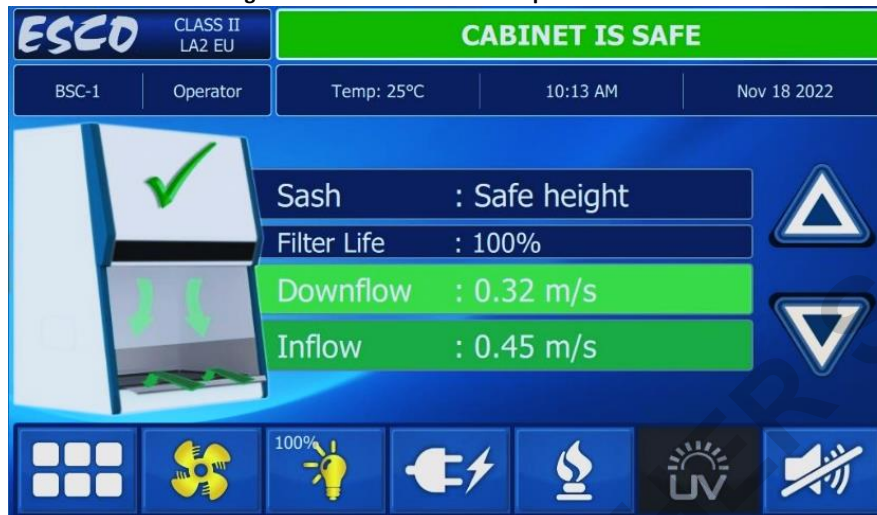 ESCO
CLASS II
LA2 EU
CABINET IS SAFE
BSC-1 Operator Temp: 25°C 10:13 AM Nov 18 2022
Sash : Safe height
Filter Life : 100%
Downflow : 0.32 m/s
Inflow : 0.45 m/s
100%
UV